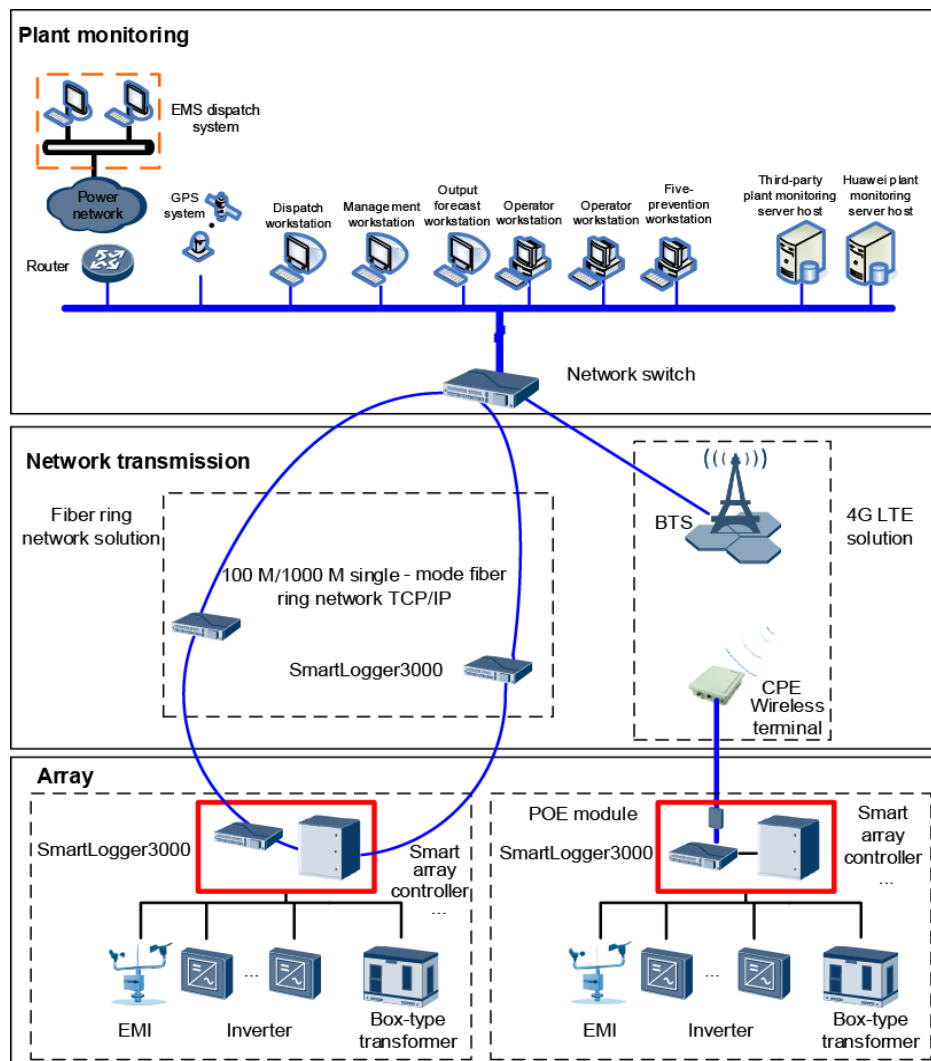 Plant monitoring
EMS dispatch
system
Power
network
GPS
system
Router
Dispatch
workstation
Management
workstation
Output
forecast
workstation
Operator
workstation
Operator
workstation
Five-
prevention
workstation
Third-party
plant monitoring
server host
Huawei plant
monitoring
server host
Network switch
Network transmission
Fiber ring
network solution
100 M/1000 M single - mode fiber
ring network TCP/IP
SmartLogger3000
BTS
4G LTE
solution
CPE
Wireless
terminal
Array
SmartLogger3000
Smart
array
controller
...
EMI
...
Inverter
Box-type
transformer
POE module
SmartLogger3000
Smart
array
controller
...
EMI
...
Inverter
Box-type
transformer